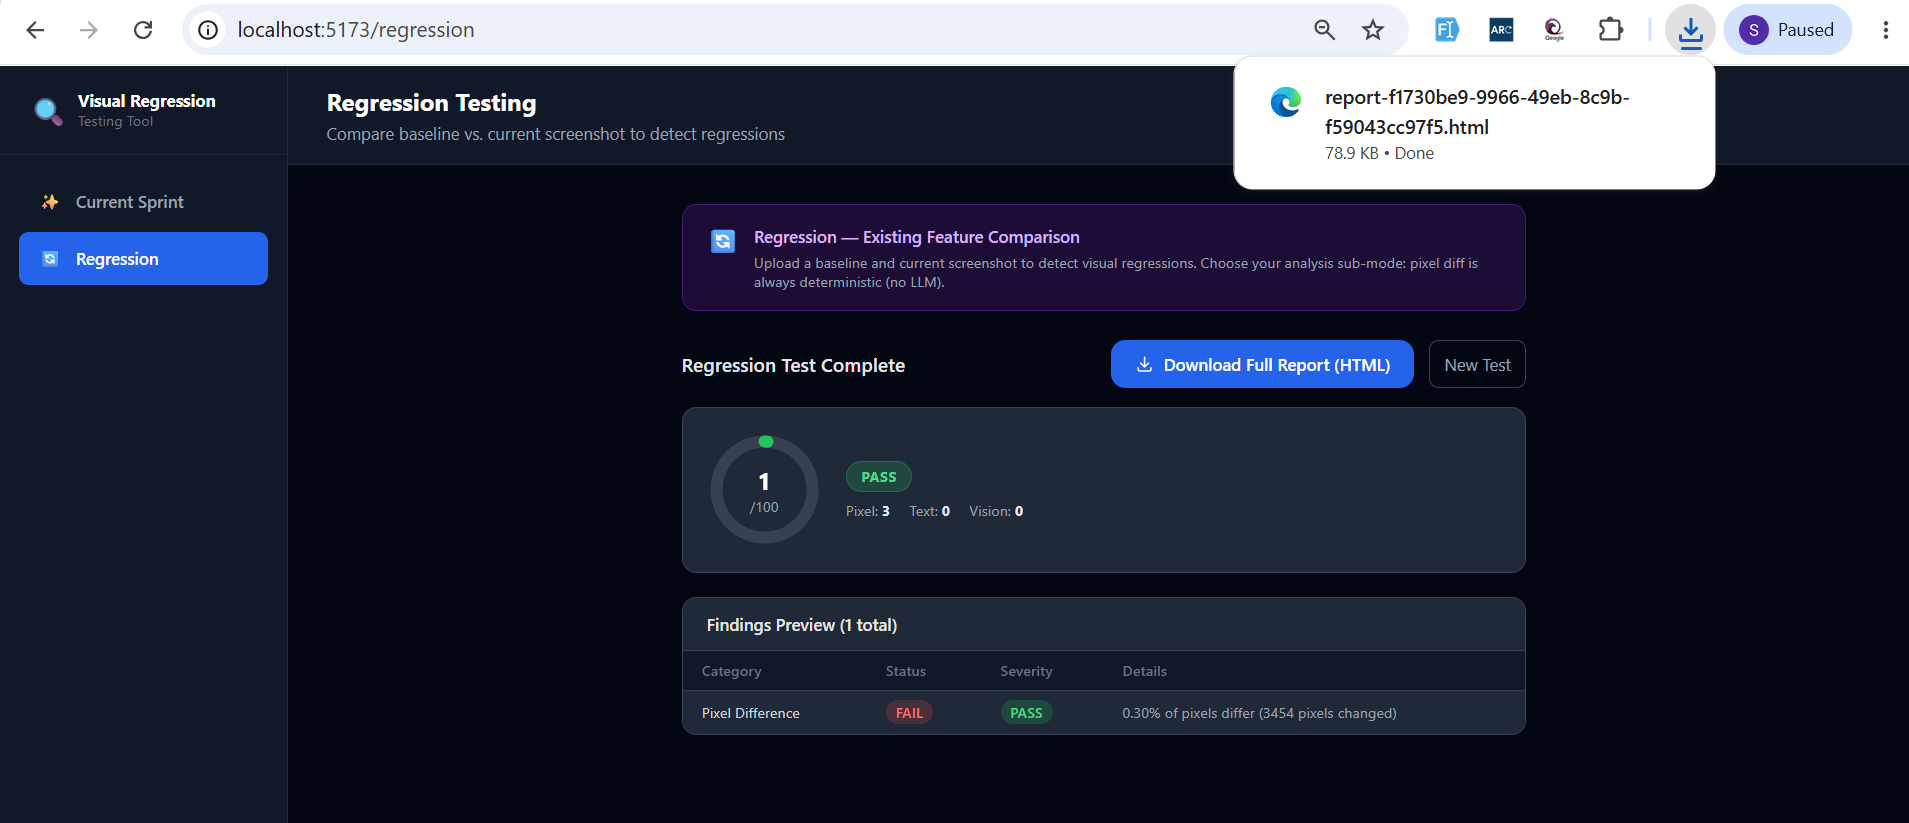 localhost:5173/regression
FI
ARC
Qeagle
S
Paused
report-f1730be9-9966-49eb-8c9b-
f59043cc97f5.html
78.9 KB • Done
Visual Regression
Testing Tool
Current Sprint
Regression
Regression Testing
Compare baseline vs. current screenshot to detect regressions
Regression — Existing Feature Comparison
Upload a baseline and current screenshot to detect visual regressions. Choose your analysis sub-mode: pixel diff is
always deterministic (no LLM).
Regression Test Complete
Download Full Report (HTML)
New Test
1
/100
PASS
Pixel: 3 Text: 0 Vision: 0
Findings Preview (1 total)
Category Status Severity Details
Pixel Difference FAIL PASS 0.30% of pixels differ (3454 pixels changed)